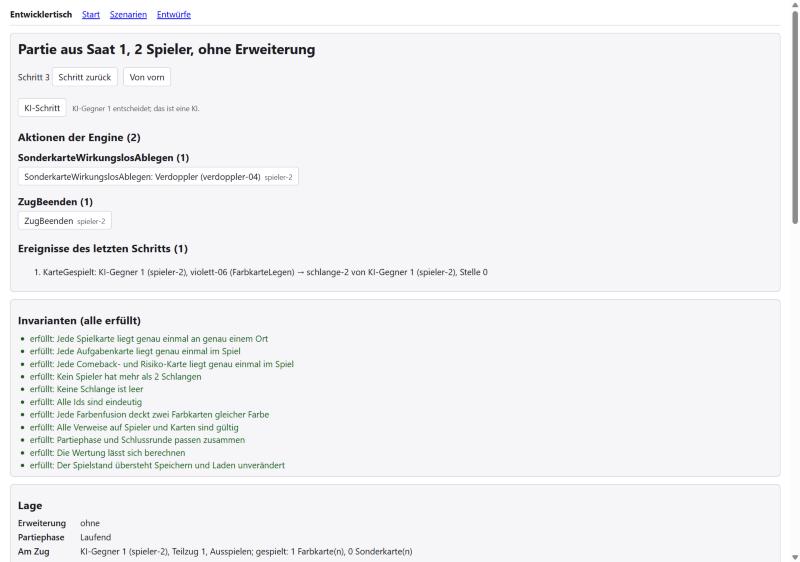 Entwicklertisch Start Szenarien Entwürfe
Partie aus Saat 1, 2 Spieler, ohne Erweiterung
Schritt 3 Schritt zurück Von vorn
KI-Schritt KI-Gegner 1 entscheidet; das ist eine KI.
Aktionen der Engine (2)
SonderkarteWirkungslosAblegen (1)
SonderkarteWirkungslosAblegen: Verdoppler (verdoppler-04) spieler-2
ZugBeenden (1)
ZugBeenden spieler-2
Ereignisse des letzten Schritts (1)
1. KarteGespielt: KI-Gegner 1 (spieler-2), violett-06 (FarbkarteLegen) → schlange-2 von KI-Gegner 1 (spieler-2), Stelle 0
Invarianten (alle erfüllt)
erfüllt: Jede Spielkarte liegt genau einmal an genau einem Ort
erfüllt: Jede Aufgabenkarte liegt genau einmal im Spiel
erfüllt: Jede Comeback- und Risiko-Karte liegt genau einmal im Spiel
erfüllt: Kein Spieler hat mehr als 2 Schlangen
erfüllt: Keine Schlange ist leer
erfüllt: Alle Ids sind eindeutig
erfüllt: Jede Farbenfusion deckt zwei Farbkarten gleicher Farbe
erfüllt: Alle Verweise auf Spieler und Karten sind gültig
erfüllt: Partiephase und Schlussrunde passen zusammen
erfüllt: Die Wertung lässt sich berechnen
erfüllt: Der Spielstand übersteht Speichern und Laden unverändert
Lage
Erweiterung ohne
Partiephase Laufend
Am Zug KI-Gegner 1 (spieler-2), Teilzug 1, Ausspielen; gespielt: 1 Farbkarte(n), 0 Sonderkarte(n)